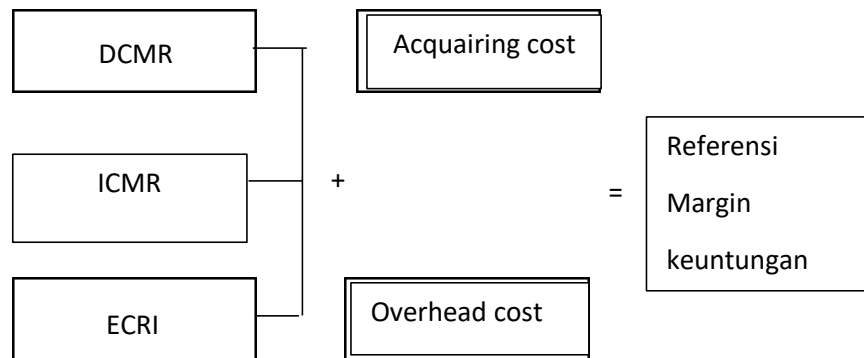 DCMR
Acquairing cost
ICMR
+
=
Referensi
Margin
keuntungan
ECRI
Overhead cost